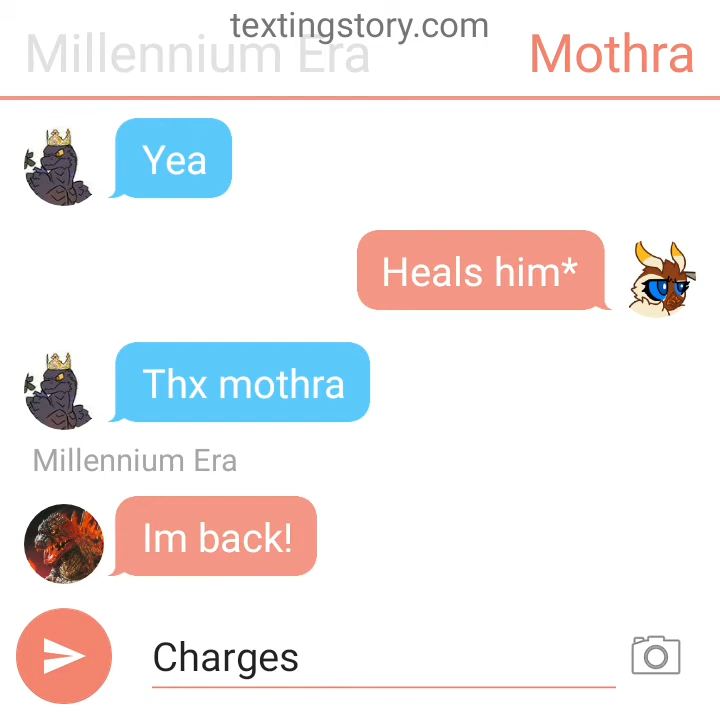 textingstory.com
Millennium Era
Mothra
Yea
Heals him*
Thx mothra
Millennium Era
Im back!
Charges